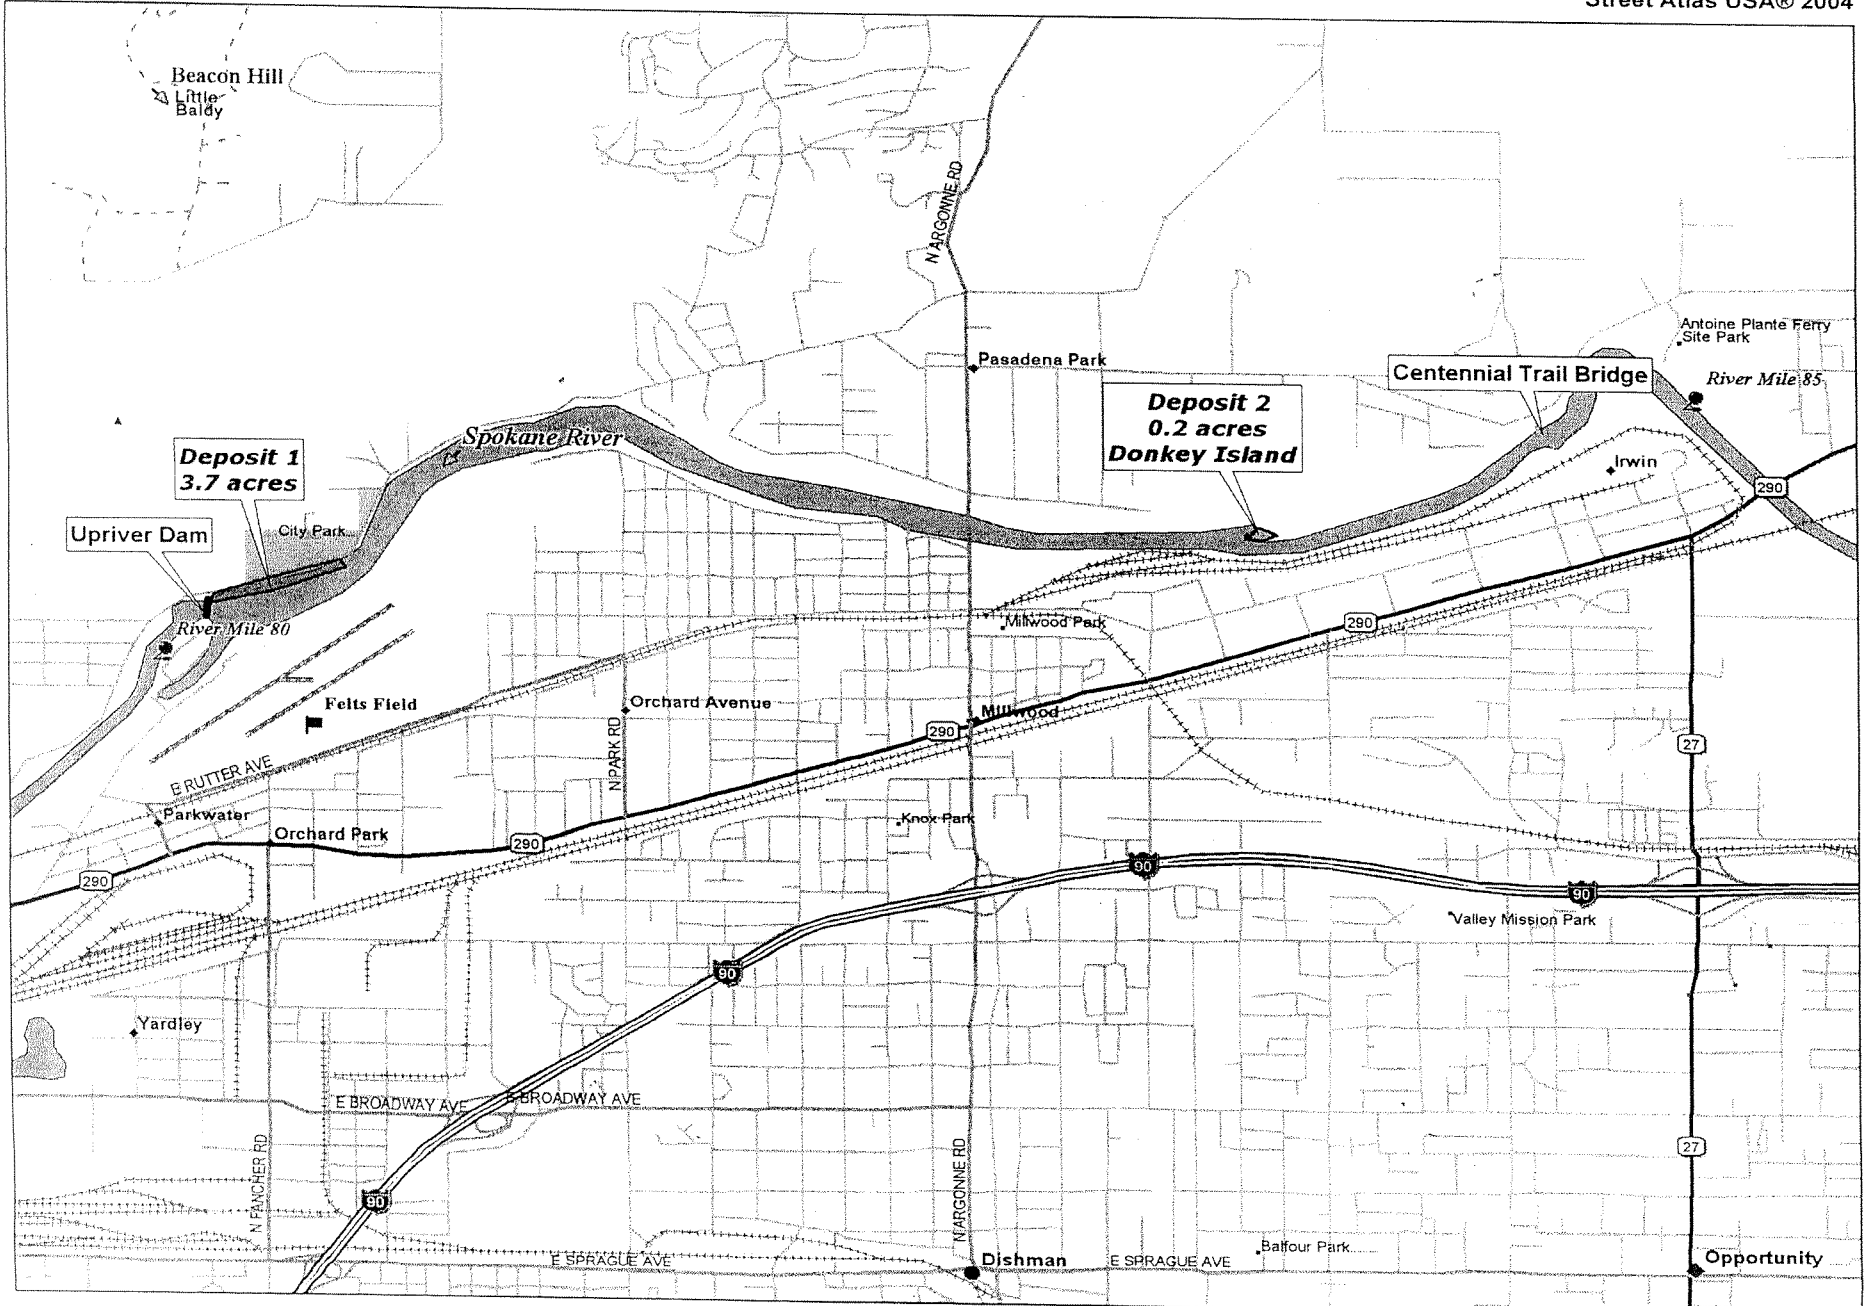 Street Atlas USA® 2004
Beacon Hill
Little
Baldy
N ARGONNE RD
Antoine Plante Ferry
Site Park
Pasadena Park
Centennial Trail Bridge
River Mile 85
Deposit 2
0.2 acres
Donkey Island
Spokane River
Deposit 1
3.7 acres
Irwin
290
Upriver Dam
City Park
River Mile 80
Millwood Park
290
Felts Field
Orchard Avenue
Millwood
290
27
N PARK RD
E RUTTER AVE
Parkwater
Knox Park
Orchard Park
290
290
90
90
Valley Mission Park
90
Yardley
E BROADWAY AVE
E BROADWAY AVE
27
N FANCHER RD
N ARGONNE RD
90
Balfour Park
E SPRAGUE AVE
Dishman
E SPRAGUE AVE
Opportunity